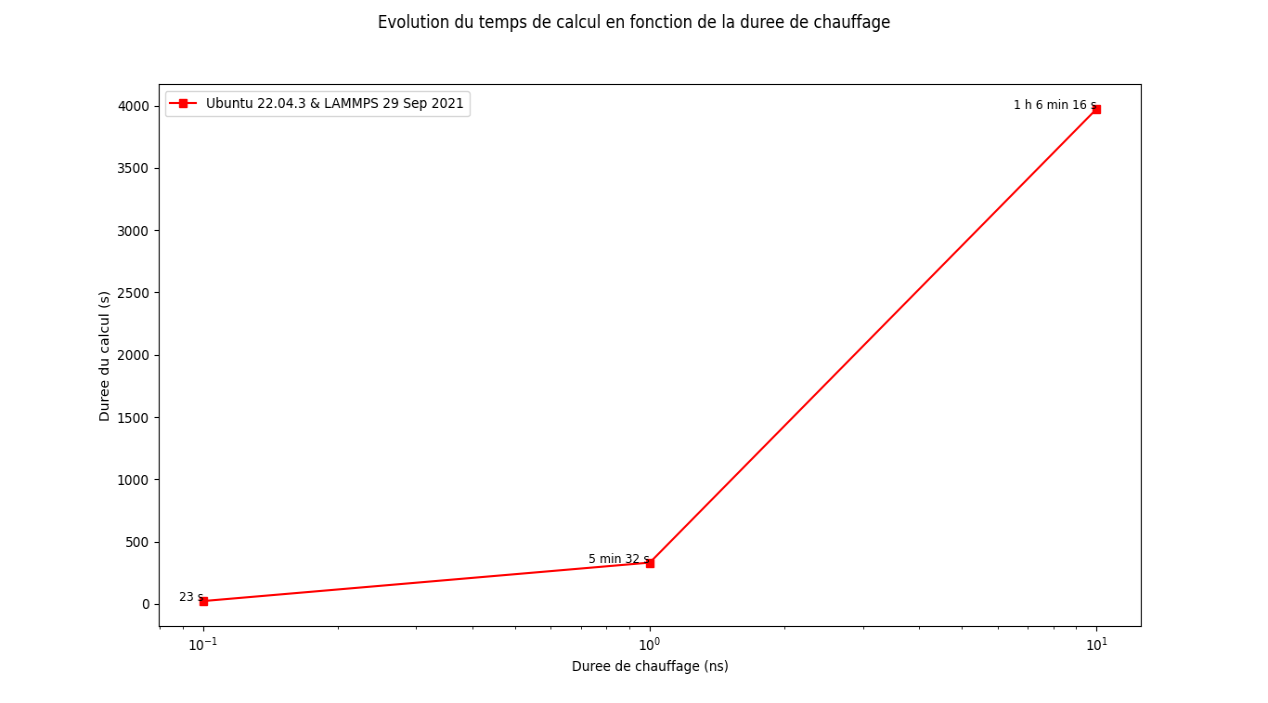 Evolution du temps de calcul en fonction de la duree de chauffage
Ubuntu 22.04.3 & LAMMPS 29 Sep 2021
1 h 6 min 16 s
5 min 32 s
23 s
Duree du calcul (s)
4000
3500
3000
2500
2000
1500
1000
500
0
10⁻¹ 10⁰ 10¹
Duree de chauffage (ns)